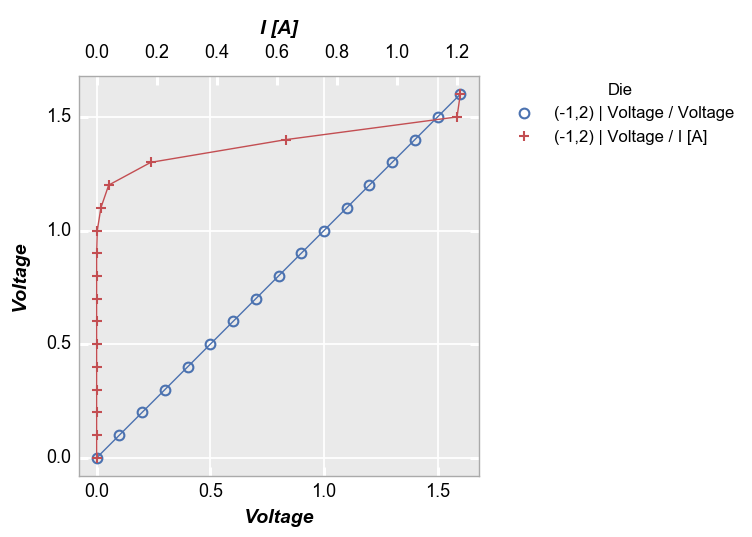 I [A]
0.0 0.2 0.4 0.6 0.8 1.0 1.2
Die
(-1,2) | Voltage / Voltage
(-1,2) | Voltage / I [A]
1.5
1.0
0.5
0.0
Voltage
0.0 0.5 1.0 1.5
Voltage